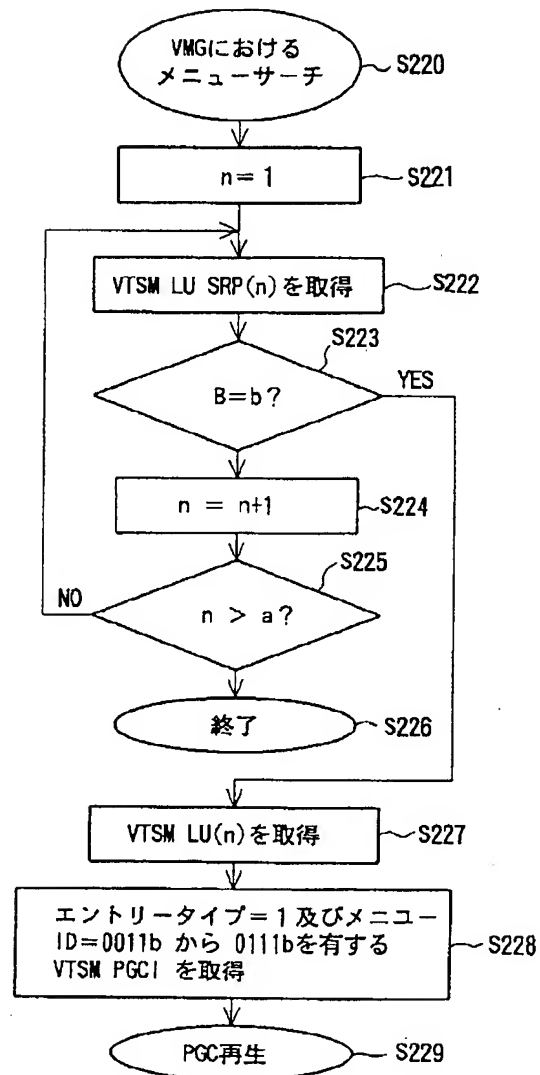 VMGにおける
メニューサーチ
S220
n= 1
S221
VTSM LU SRP(n)を取得
S222
S223
B=b?
YES
n = n+1
S224
S225
NO
n > a?
終了
S226
VTSM LU(n)を取得
S227
エントリータイプ=1 及びメニュー
ID=0011b から 0111bを有する
VTSM PGCI を取得
S228
PGC再生
S229